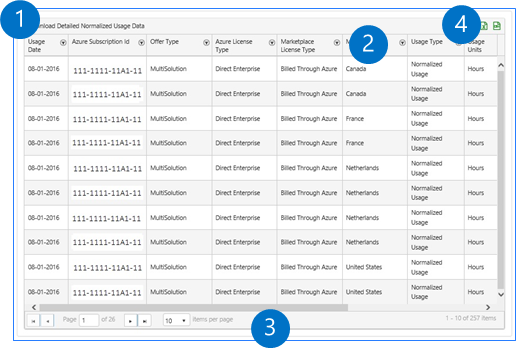 1
4
nload Detailed Normalized Usage Data
Usage Date Azure Subscription Id Offer Type Azure License Type Marketplace License Type M 2 Usage Type Usage Units
08-01-2016 111-1111-11A1-11 MultiSolution Direct Enterprise Billed Through Azure Canada Normalized Usage Hours
08-01-2016 111-1111-11A1-11 MultiSolution Direct Enterprise Billed Through Azure Canada Normalized Usage Hours
08-01-2016 111-1111-11A1-11 MultiSolution Direct Enterprise Billed Through Azure France Normalized Usage Hours
08-01-2016 111-1111-11A1-11 MultiSolution Direct Enterprise Billed Through Azure France Normalized Usage Hours
08-01-2016 111-1111-11A1-11 MultiSolution Direct Enterprise Billed Through Azure Netherlands Normalized Usage Hours
08-01-2016 111-1111-11A1-11 MultiSolution Direct Enterprise Billed Through Azure Netherlands Normalized Usage Hours
08-01-2016 111-1111-11A1-11 MultiSolution Direct Enterprise Billed Through Azure Netherlands Normalized Usage Hours
08-01-2016 111-1111-11A1-11 MultiSolution Direct Enterprise Billed Through Azure Netherlands Normalized Usage Hours
08-01-2016 111-1111-11A1-11 MultiSolution Direct Enterprise Billed Through Azure United States Normalized Usage Hours
08-01-2016 111-1111-11A1-11 MultiSolution Direct Enterprise Billed Through Azure United States Normalized Usage Hours
Page 1 of 26 10 items per page 1 - 10 of 257 items
3